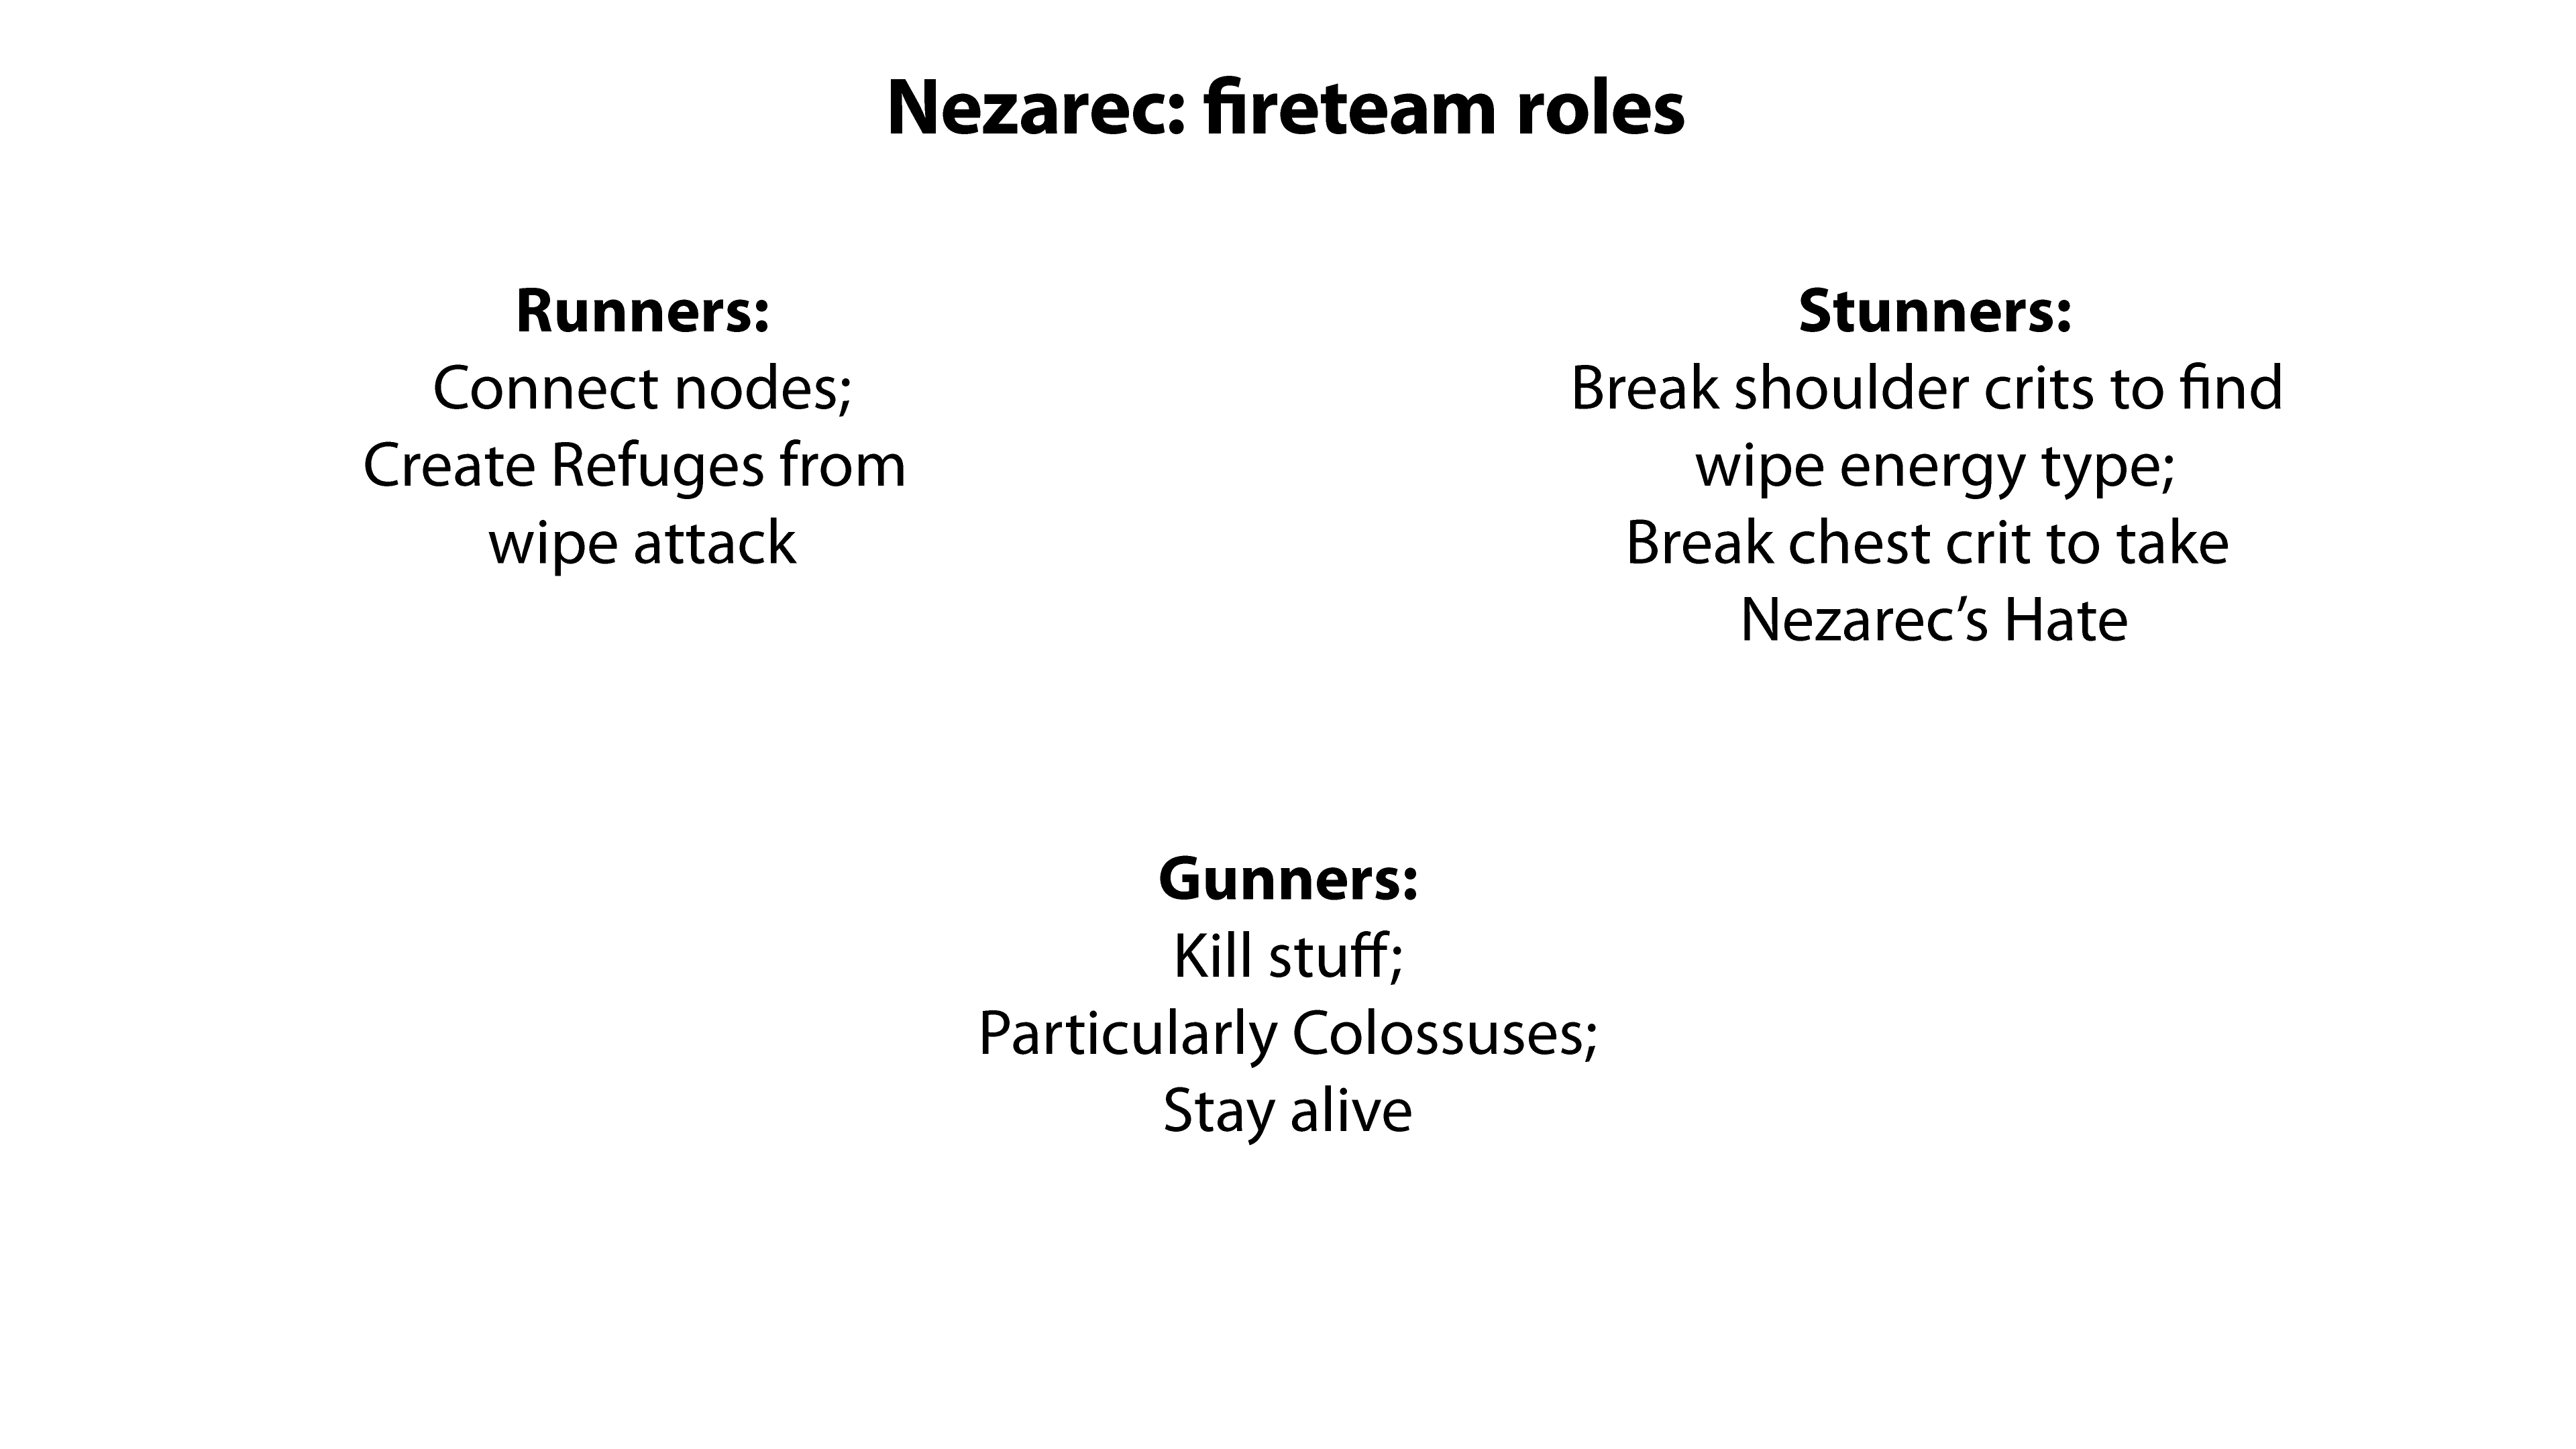 Nezarec: fireteam roles
Runners:
Connect nodes;
Create Refuges from
wipe attack
Stunners:
Break shoulder crits to find
wipe energy type;
Break chest crit to take
Nezarec’s Hate
Gunners:
Kill stuff;
Particularly Colossuses;
Stay alive